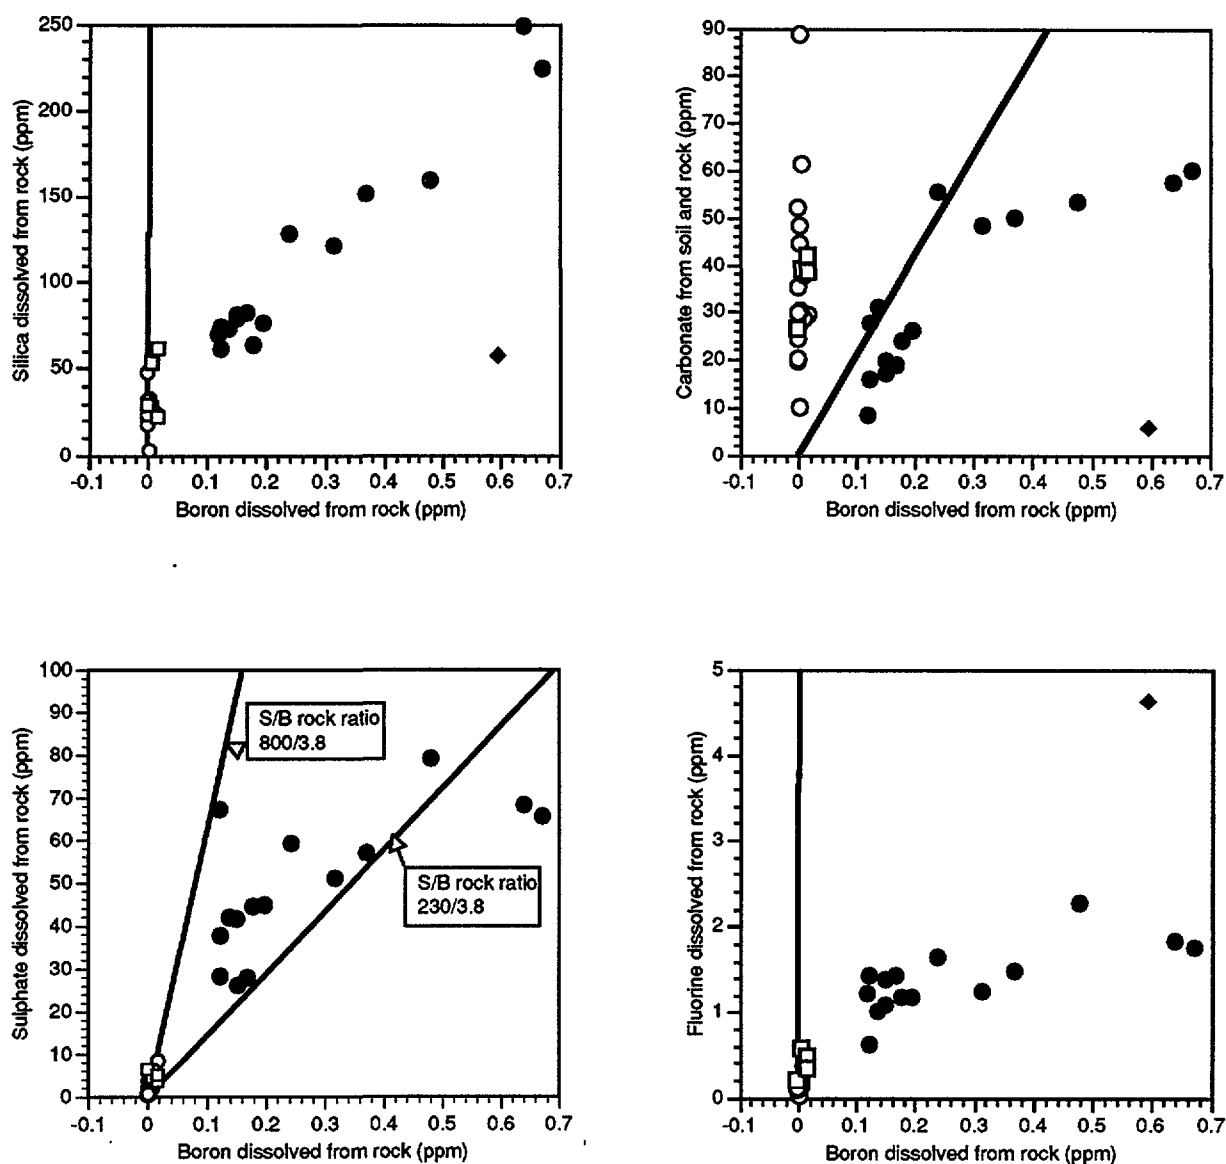 Silica dissolved from rock (ppm)
250
200
150
100
50
0
-0.1 0 0.1 0.2 0.3 0.4 0.5 0.6 0.7
Boron dissolved from rock (ppm)
Carbonate from soil and rock (ppm)
90
80
70
60
50
40
30
20
10
0
-0.1 0 0.1 0.2 0.3 0.4 0.5 0.6 0.7
Boron dissolved from rock (ppm)
Sulphate dissolved from rock (ppm)
100
90
80
70
60
50
40
30
20
10
0
S/B rock ratio
800/3.8
S/B rock ratio
230/3.8
-0.1 0 0.1 0.2 0.3 0.4 0.5 0.6 0.7
Boron dissolved from rock (ppm)
Fluorine dissolved from rock (ppm)
5
4
3
2
1
0
-0.1 0 0.1 0.2 0.3 0.4 0.5 0.6 0.7
Boron dissolved from rock (ppm)